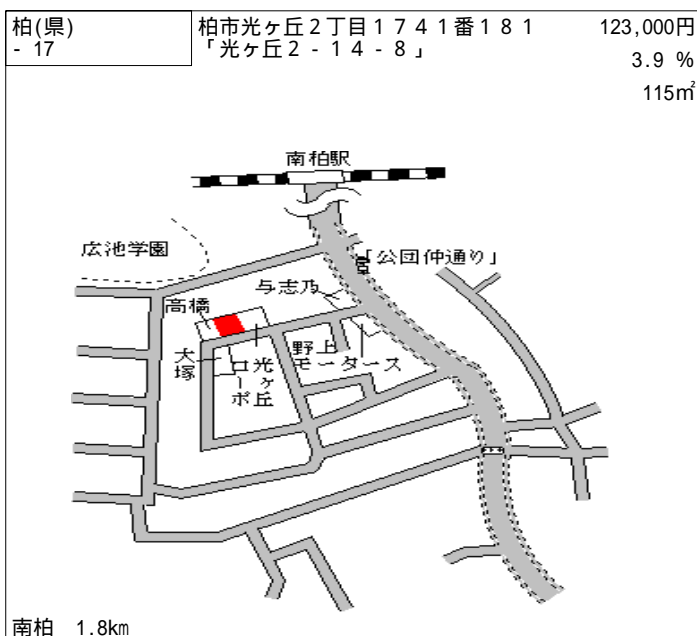 柏(県)
- 17
柏市光ヶ丘2丁目1741番181
「光ヶ丘2 - 14 - 8」
123,000円
3.9 %
115㎡
南柏駅
広池学園
「公団仲通り」
与志乃
高橋
大塚
コーポ
光ヶ丘
野上
モータース
南柏 1.8km